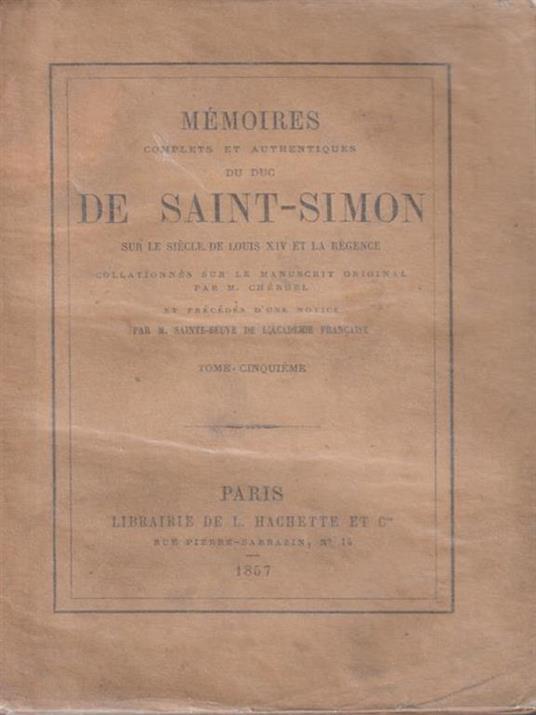 MÉMOIRES
COMPLETS ET AUTHENTIQUES
DU DUC
DE SAINT-SIMON
SUR LE SIÈCLE DE LOUIS XIV ET LA RÉGENCE
COLLATIONNÉS SUR LE MANUSCRIT ORIGINAL
PAR M. CHÉRUEL
ET PRÉCÉDÉS D'UNE NOTICE
PAR M. SAINTE-BEUVE DE L'ACADÉMIE FRANÇAISE
TOME CINQUIÈME
PARIS
LIBRAIRIE DE L. HACHETTE ET Cie
RUE PIERRE-SARRAZIN, N° 14
1857